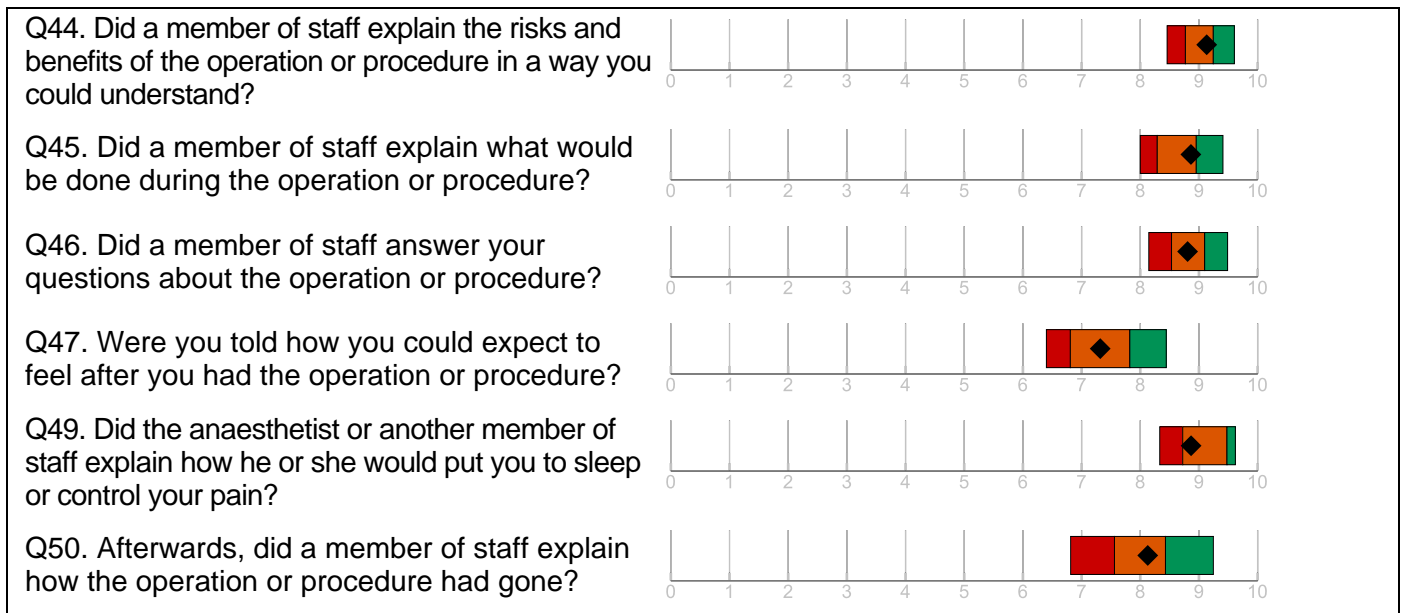 Q44. Did a member of staff explain the risks and
benefits of the operation or procedure in a way you
could understand?
0 1 2 3 4 5 6 7 8 9 10
Q45. Did a member of staff explain what would
be done during the operation or procedure?
0 1 2 3 4 5 6 7 8 9 10
Q46. Did a member of staff answer your
questions about the operation or procedure?
0 1 2 3 4 5 6 7 8 9 10
Q47. Were you told how you could expect to
feel after you had the operation or procedure?
0 1 2 3 4 5 6 7 8 9 10
Q49. Did the anaesthetist or another member of
staff explain how he or she would put you to sleep
or control your pain?
0 1 2 3 4 5 6 7 8 9 10
Q50. Afterwards, did a member of staff explain
how the operation or procedure had gone?
0 1 2 3 4 5 6 7 8 9 10